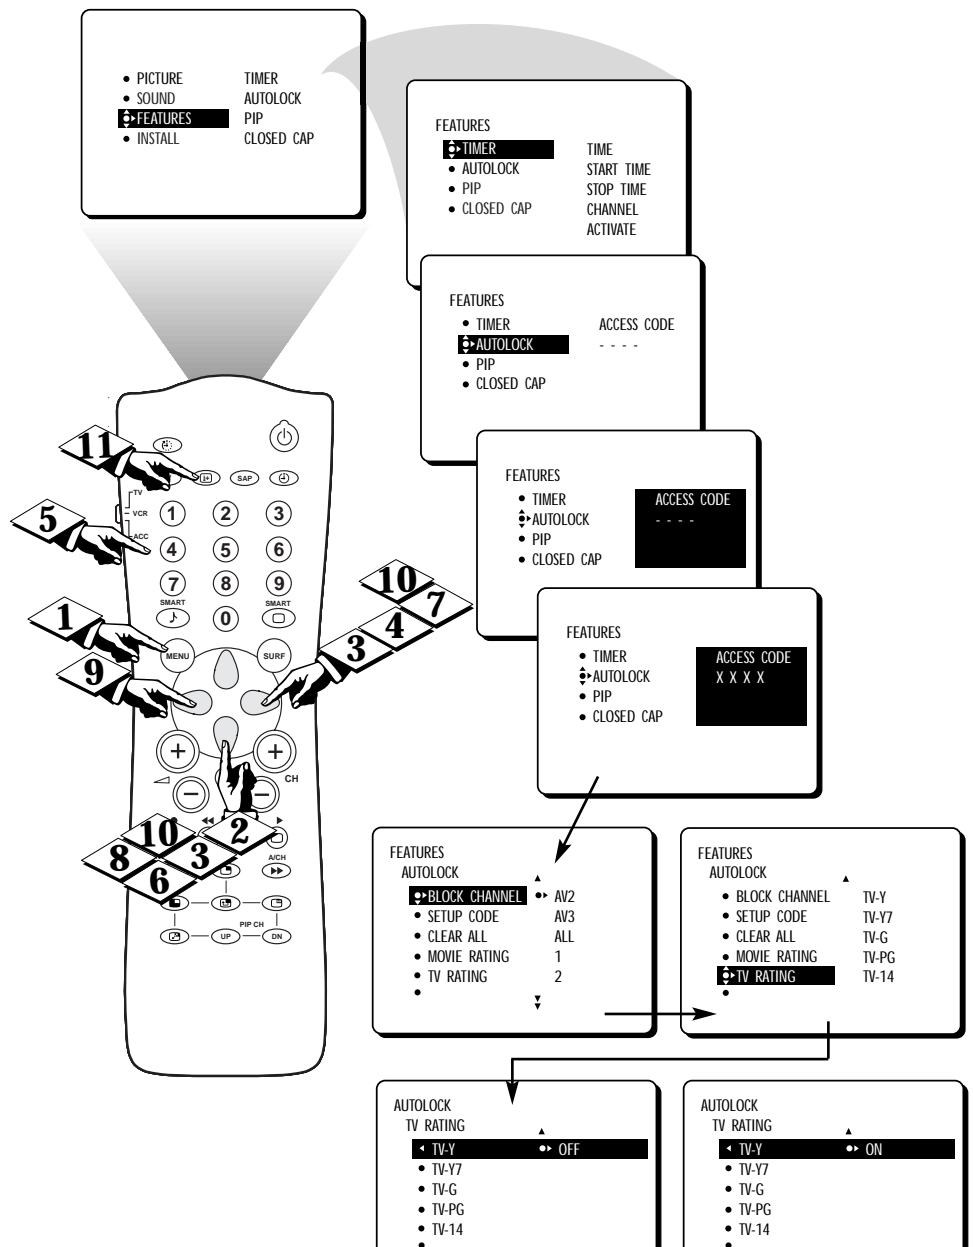 PICTURE TIMER
SOUND AUTOLOCK
FEATURES PIP
INSTALL CLOSED CAP
FEATURES
TIMER TIME
AUTOLOCK START TIME
PIP STOP TIME
CLOSED CAP CHANNEL
ACTIVATE
FEATURES
TIMER ACCESS CODE
AUTOLOCK - - - -
PIP
CLOSED CAP
FEATURES
TIMER ACCESS CODE
AUTOLOCK - - - -
PIP
CLOSED CAP
FEATURES
TIMER ACCESS CODE
AUTOLOCK X X X X
PIP
CLOSED CAP
11
SAP
TV
VCR
ACC
5
1 2 3
4 5 6
7 8 9
SMART SMART
0
10
7
4
3
1
MENU SURF
9
CH
2
10
3
8
6
A/CH
PIP CH
UP DN
FEATURES
AUTOLOCK
BLOCK CHANNEL AV2
SETUP CODE AV3
CLEAR ALL ALL
MOVIE RATING 1
TV RATING 2
FEATURES
AUTOLOCK
BLOCK CHANNEL TV-Y
SETUP CODE TV-Y7
CLEAR ALL TV-G
MOVIE RATING TV-PG
TV RATING TV-14
AUTOLOCK
TV RATING
TV-Y OFF
TV-Y7
TV-G
TV-PG
TV-14
AUTOLOCK
TV RATING
TV-Y ON
TV-Y7
TV-G
TV-PG
TV-14